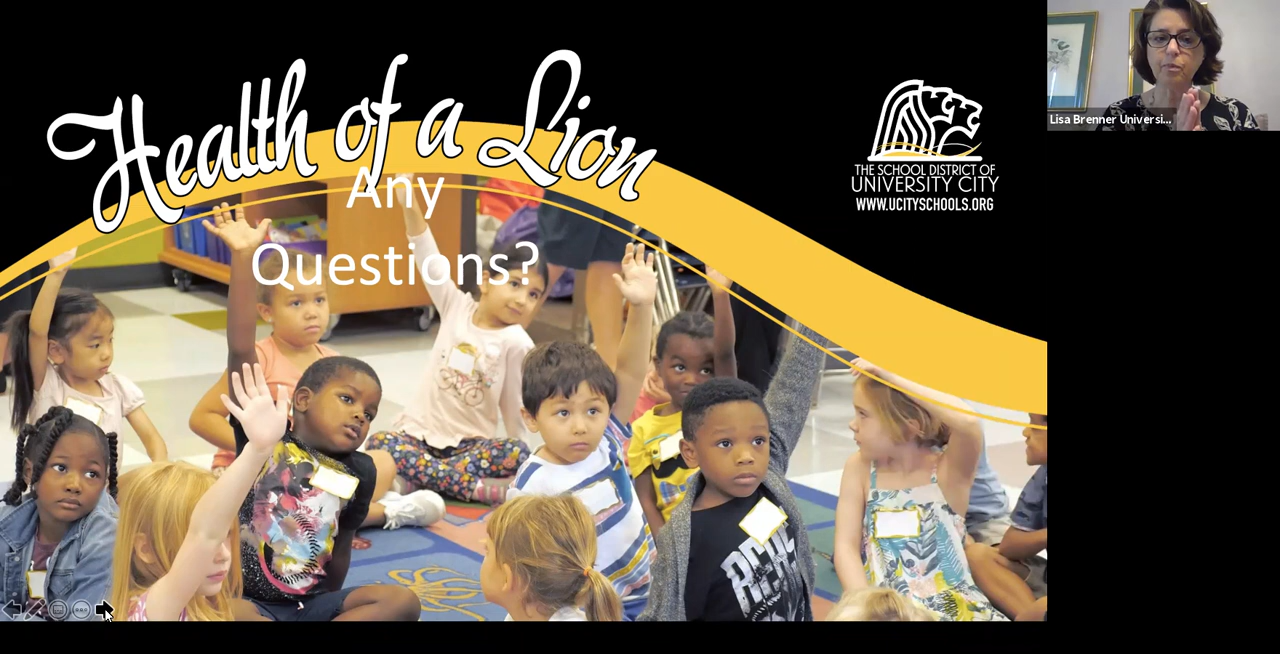 Health of a Lion
Any
Questions?
THE SCHOOL DISTRICT OF
UNIVERSITY CITY
WWW.UCITYSCHOOLS.ORG
Lisa Brenner Universi...